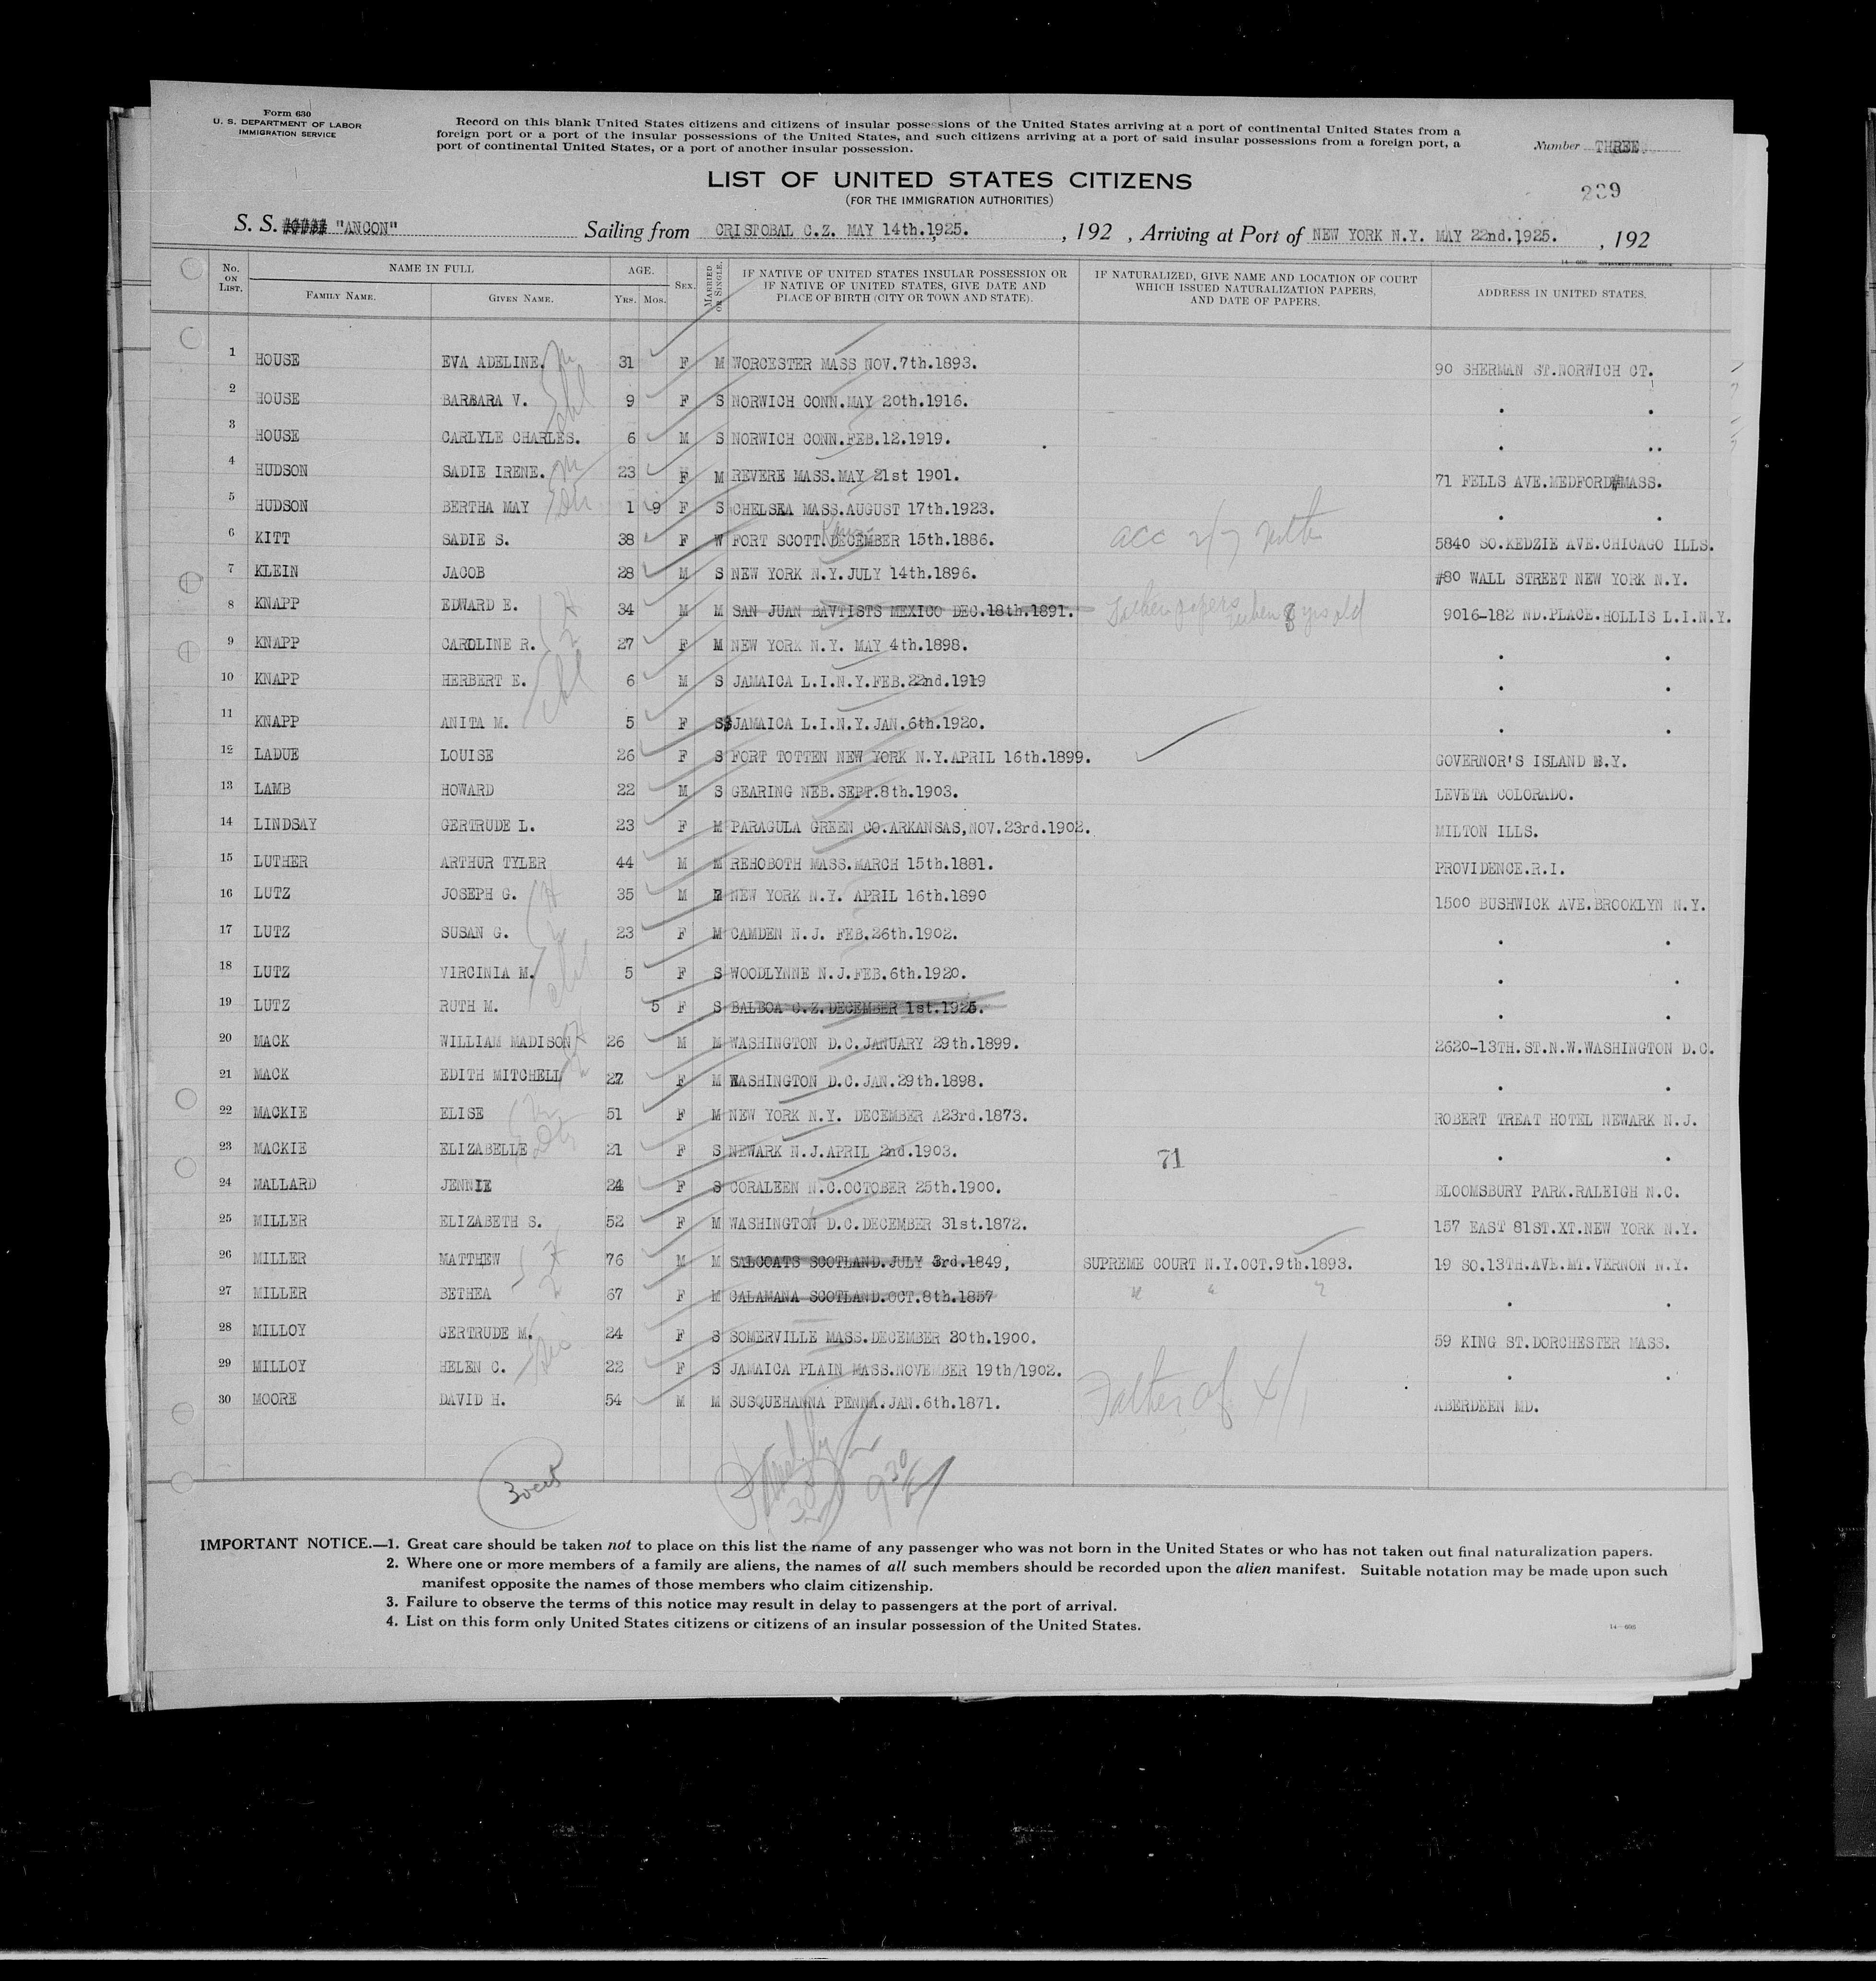 Form 630
U. S. DEPARTMENT OF LABOR
IMMIGRATION SERVICE
Record on this blank United States citizens and citizens of insular possessions of the United States arriving at a port of continental United States from a
foreign port or a port of the insular possessions of the United States, and such citizens arriving at a port of said insular possessions from a foreign port, a
port of continental United States, or a port of another insular possession.
Number THREE.
LIST OF UNITED STATES CITIZENS
(FOR THE IMMIGRATION AUTHORITIES)
209
S. S. "ANCON" Sailing from CRISTOBAL C.Z. MAY 14th.1925. , 192 , Arriving at Port of NEW YORK N.Y. MAY 22nd.1925. , 192
No. ON LIST. NAME IN FULL FAMILY NAME. GIVEN NAME. AGE. YRS. MOS. SEX. MARRIED OR SINGLE. IF NATIVE OF UNITED STATES INSULAR POSSESSION OR IF NATIVE OF UNITED STATES, GIVE DATE AND PLACE OF BIRTH (CITY OR TOWN AND STATE). IF NATURALIZED, GIVE NAME AND LOCATION OF COURT WHICH ISSUED NATURALIZATION PAPERS, AND DATE OF PAPERS. ADDRESS IN UNITED STATES.
1 HOUSE EVA ADELINE. 31 F M WORCESTER MASS NOV.7th.1893. 90 SHERMAN ST.NORWICH CT.
2 HOUSE BARBARA V. 9 F S NORWICH CONN.MAY 20th.1916. . .
3 HOUSE CARLYLE CHARLES. 6 M S NORWICH CONN.FEB.12.1919. . ..
4 HUDSON SADIE IRENE. 23 F M REVERE MASS.MAY 21st 1901. 71 FELLS AVE.MEDFORD#MASS.
5 HUDSON BERTHA MAY 1 9 F S CHELSEA MASS.AUGUST 17th.1923. . .
6 KITT SADIE S. 38 F W FORT SCOTT.DECEMBER 15th.1886. 5840 SO.KEDZIE AVE.CHICAGO ILLS.
7 KLEIN JACOB 28 M S NEW YORK N.Y.JULY 14th.1896. #80 WALL STREET NEW YORK N.Y.
8 KNAPP EDWARD E. 34 M M SAN JUAN BAVTISTS MEXICO DEC.18th.1891. papers when 8 yrs old 9016-182 ND.PLACE.HOLLIS L.I.N.Y.
9 KNAPP CAROLINE R. 27 F M NEW YORK N.Y. MAY 4th.1898. . .
10 KNAPP HERBERT E. 6 M S JAMAICA L.I.N.Y.FEB.22nd.1919 . .
11 KNAPP ANITA M. 5 F S JAMAICA L.I.N.Y.JAN.6th.1920. . .
12 LADUE LOUISE 26 F S FORT TOTTEN NEW YORK N.Y.APRIL 16th.1899. GOVERNOR'S ISLAND N.Y.
13 LAMB HOWARD 22 M S GEARING NEB.SEPT.8th.1903. LEVETA COLORADO.
14 LINDSAY GERTRUDE L. 23 F M PARAGULA GREEN CO.ARKANSAS,NOV.23rd.1902. MILTON ILLS.
15 LUTHER ARTHUR TYLER 44 M M REHOBOTH MASS.MARCH 15th.1881. PROVIDENCE.R.I.
16 LUTZ JOSEPH G. 35 M M NEW YORK N.Y. APRIL 16th.1890 1500 BUSHWICK AVE.BROOKLYN N.Y.
17 LUTZ SUSAN G. 23 F M CAMDEN N.J. FEB.26th.1902. . .
18 LUTZ VIRCINIA M. 5 F S WOODLYNNE N.J.FEB.6th.1920. . .
19 LUTZ RUTH M. 5 F S BALBOA C.Z.DECEMBER 1st.1925. . .
20 MACK WILLIAM MADISON 26 M M WASHINGTON D.C.JANUARY 29th.1899. 2620-13TH.ST.N.W.WASHINGTON D.C.
21 MACK EDITH MITCHELL 27 F M WASHINGTON D.C.JAN.29th.1898. . .
22 MACKIE ELISE 51 F M NEW YORK N.Y. DECEMBER A23rd.1873. ROBERT TREAT HOTEL NEWARK N.J.
23 MACKIE ELIZABELLE 21 F S NEWARK N.J.APRIL 2nd.1903. 71 . .
24 MALLARD JENNIE 24 F S CORALEEN N.C.OCTOBER 25th.1900. BLOOMSBURY PARK.RALEIGH N.C.
25 MILLER ELIZABETH S. 52 F M WASHINGTON D.C.DECEMBER 31st.1872. 157 EAST 81ST.XT.NEW YORK N.Y.
26 MILLER MATTHEW 76 M M SALCOATS SCOTLAND.JULY 3rd.1849, SUPREME COURT N.Y.OCT.9th.1893. 19 SO.13TH.AVE.MT.VERNON N.Y.
27 MILLER BETHEA 67 F M CALAMANA SCOTLAND.OCT.8th.1857 " " " . .
28 MILLOY GERTRUDE M. 24 F S SOMERVILLE MASS.DECEMBER 20th.1900. 59 KING ST.DORCHESTER MASS.
29 MILLOY HELEN C. 22 F S JAMAICA PLAIN MASS.NOVEMBER 19th/1902. . .
30 MOORE DAVID H. 54 M M SUSQUEHANNA PENNA.JAN.6th.1871. Father of ABERDEEN MD.
IMPORTANT NOTICE.—1. Great care should be taken not to place on this list the name of any passenger who was not born in the United States or who has not taken out final naturalization papers.
2. Where one or more members of a family are aliens, the names of all such members should be recorded upon the alien manifest. Suitable notation may be made upon such
manifest opposite the names of those members who claim citizenship.
3. Failure to observe the terms of this notice may result in delay to passengers at the port of arrival.
4. List on this form only United States citizens or citizens of an insular possession of the United States.
14—608